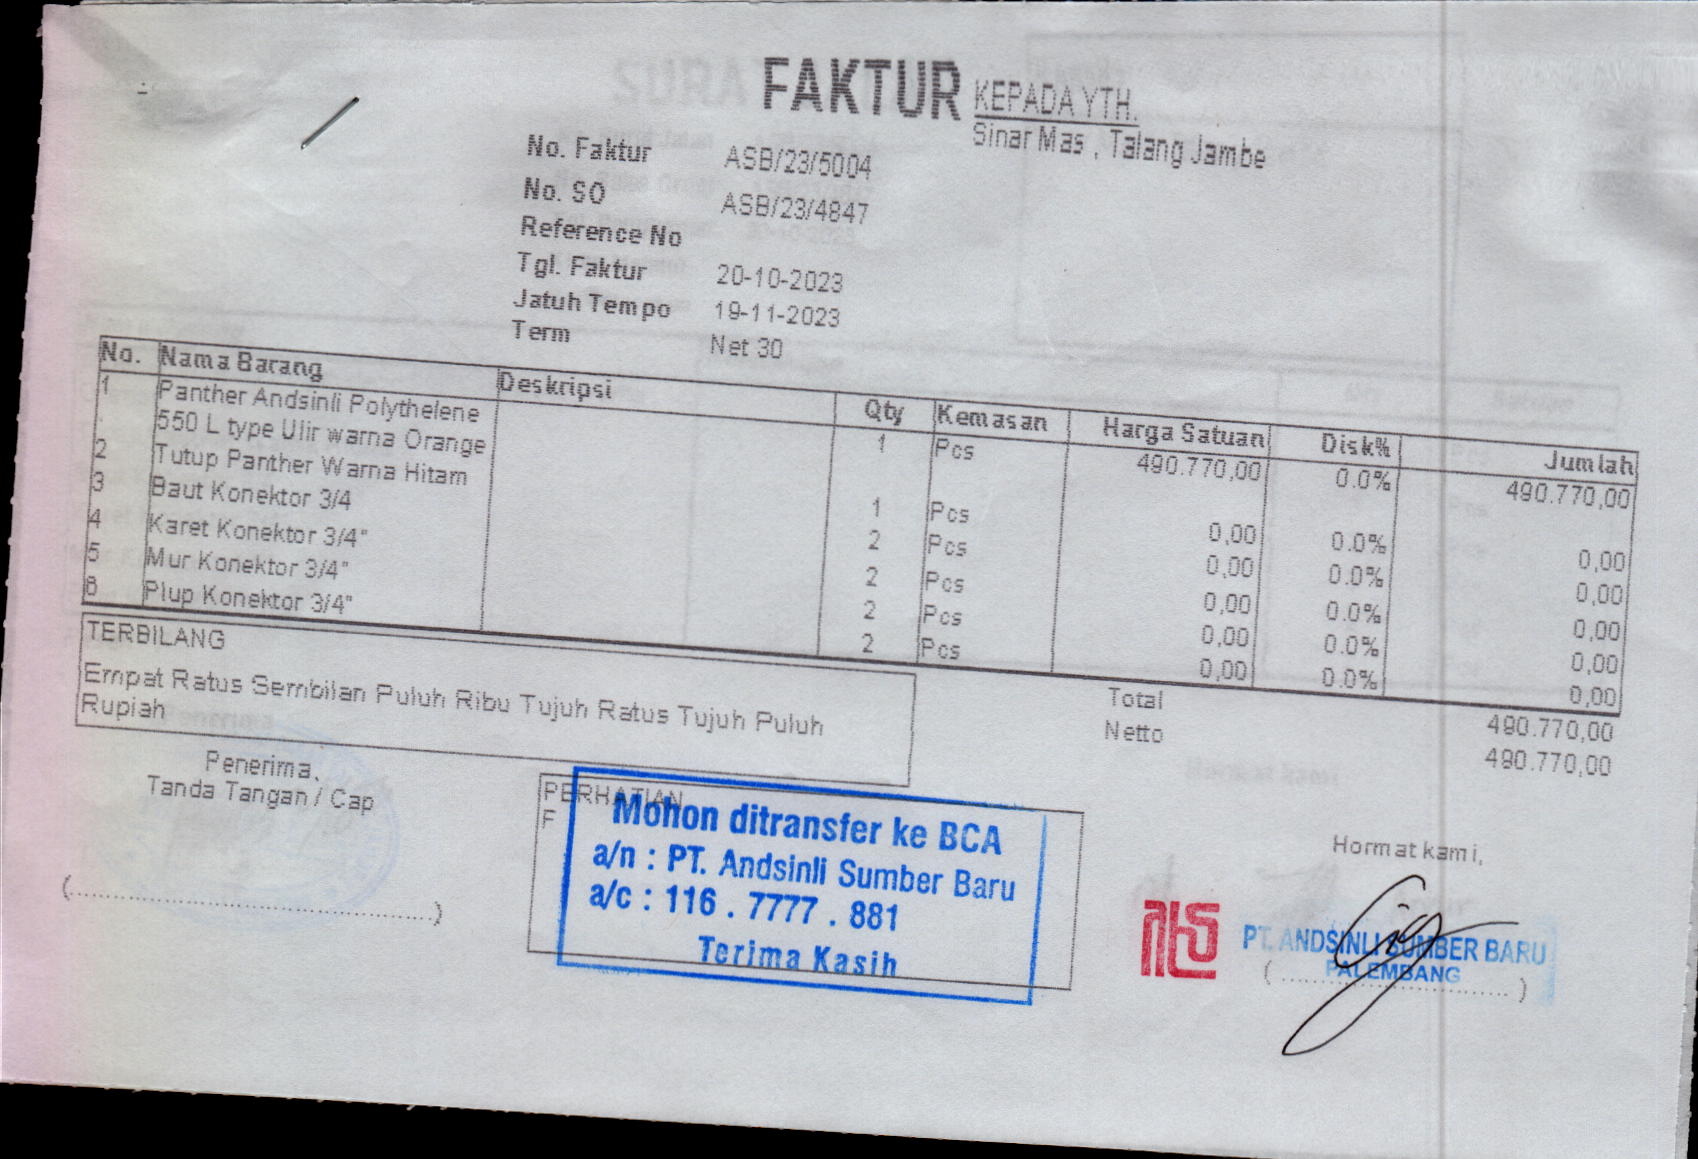 FAKTUR
KEPADA YTH.
Sinar Mas , Talang Jambe
No. Faktur ASB/23/5004
No. SO ASB/23/4847
Reference No
Tgl. Faktur 20-10-2023
Jatuh Tempo 19-11-2023
Term Net 30
No. Nama Barang Deskripsi Qty Kemasan Harga Satuan Disk% Jumlah
1 Panther Andsinli Polythelene 1 Pcs 490.770,00 0.0% 490.770,00
550 L type Ulir warna Orange
2 Tutup Panther Warna Hitam 1 Pcs 0,00 0.0% 0,00
3 Baut Konektor 3/4 2 Pcs 0,00 0.0% 0,00
4 Karet Konektor 3/4" 2 Pcs 0,00 0.0% 0,00
5 Mur Konektor 3/4" 2 Pcs 0,00 0.0% 0,00
6 Plup Konektor 3/4" 2 Pcs 0,00 0.0% 0,00
TERBILANG
Empat Ratus Sembilan Puluh Ribu Tujuh Ratus Tujuh Puluh
Rupiah
Total 490.770,00
Netto 490.770,00
Penerima,
Tanda Tangan / Cap
(..............................................)
PERHATIAN
F
Mohon ditransfer ke BCA
a/n : PT. Andsinli Sumber Baru
a/c : 116 . 7777 . 881
Terima Kasih
Hormat kami,
PT. ANDSINLI SUMBER BARU
PALEMBANG
(..............................)